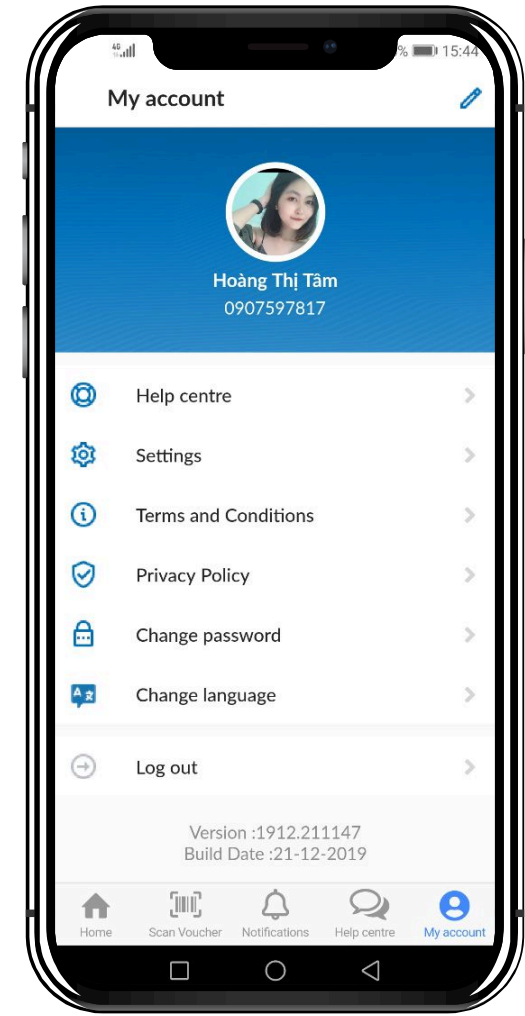 4G
% 15:44
My account
Hoàng Thị Tâm
0907597817
Help centre
Settings
Terms and Conditions
Privacy Policy
Change password
Change language
Log out
Version :1912.211147
Build Date :21-12-2019
Home
Scan Voucher
Notifications
Help centre
My account